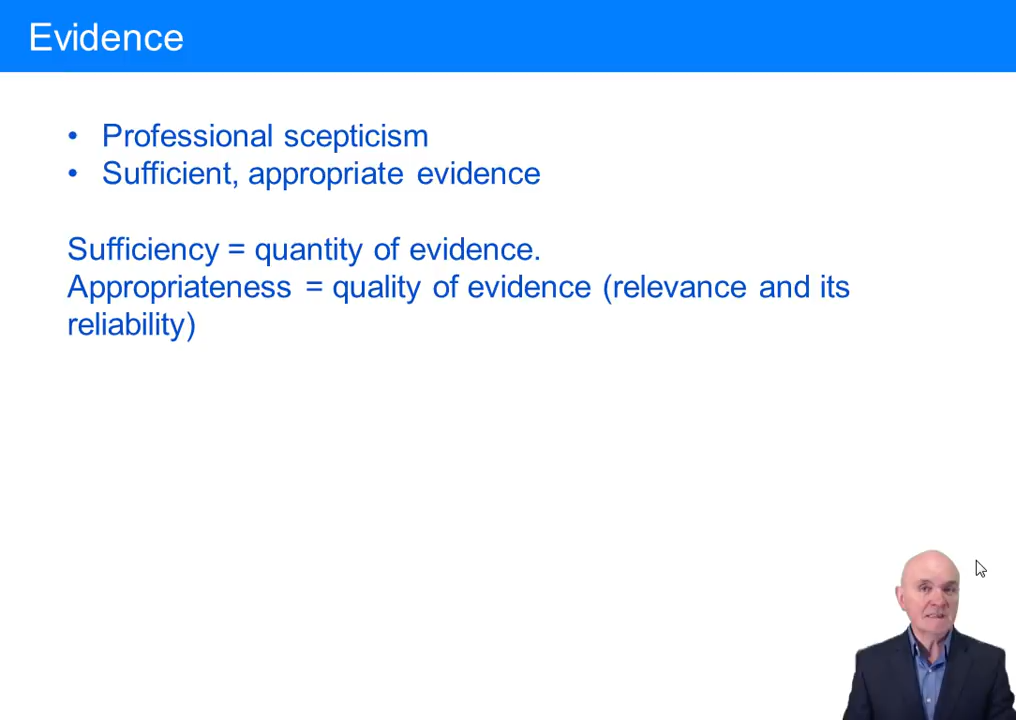 Evidence
• Professional scepticism
• Sufficient, appropriate evidence
Sufficiency = quantity of evidence.
Appropriateness = quality of evidence (relevance and its
reliability)